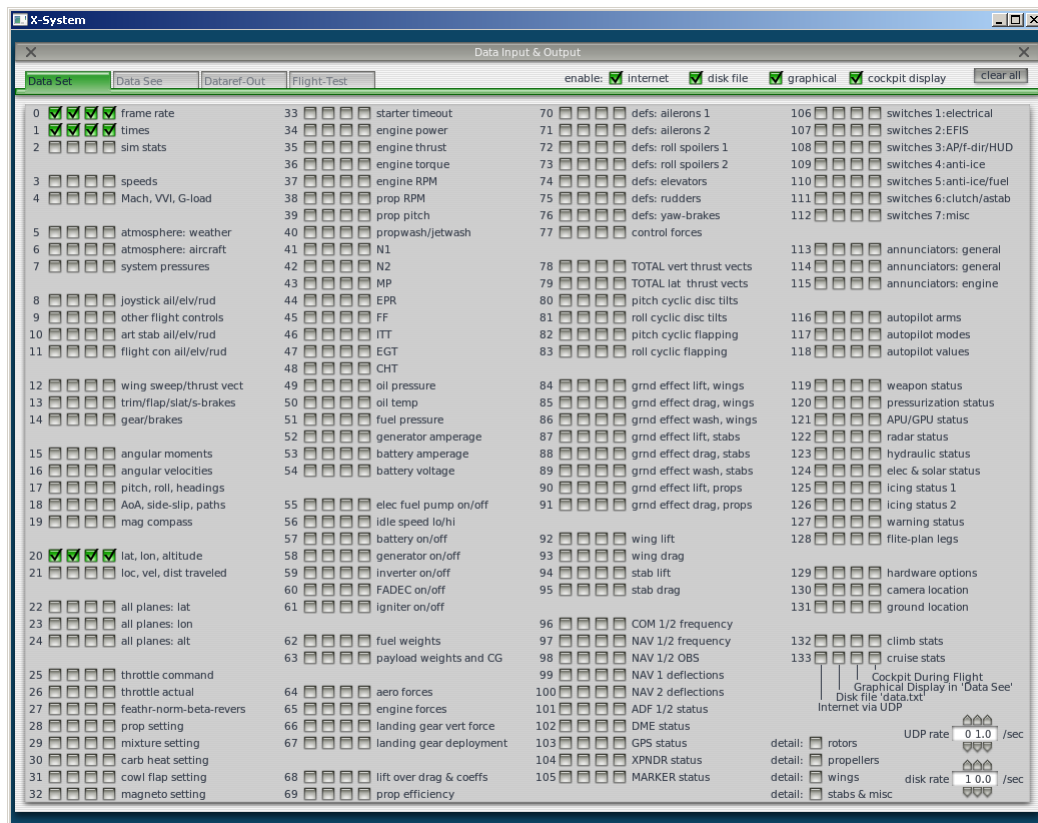 X-System
Data Input & Output
Data Set Data See Dataref-Out Flight-Test enable: internet disk file graphical cockpit display clear all
0 frame rate
1 times
2 sim stats
3 speeds
4 Mach, VVI, G-load
5 atmosphere: weather
6 atmosphere: aircraft
7 system pressures
8 joystick ail/elv/rud
9 other flight controls
10 art stab ail/elv/rud
11 flight con ail/elv/rud
12 wing sweep/thrust vect
13 trim/flap/slat/s-brakes
14 gear/brakes
15 angular moments
16 angular velocities
17 pitch, roll, headings
18 AoA, side-slip, paths
19 mag compass
20 lat, lon, altitude
21 loc, vel, dist traveled
22 all planes: lat
23 all planes: lon
24 all planes: alt
25 throttle command
26 throttle actual
27 feathr-norm-beta-revers
28 prop setting
29 mixture setting
30 carb heat setting
31 cowl flap setting
32 magneto setting
33 starter timeout
34 engine power
35 engine thrust
36 engine torque
37 engine RPM
38 prop RPM
39 prop pitch
40 propwash/jetwash
41 N1
42 N2
43 MP
44 EPR
45 FF
46 ITT
47 EGT
48 CHT
49 oil pressure
50 oil temp
51 fuel pressure
52 generator amperage
53 battery amperage
54 battery voltage
55 elec fuel pump on/off
56 idle speed lo/hi
57 battery on/off
58 generator on/off
59 inverter on/off
60 FADEC on/off
61 igniter on/off
62 fuel weights
63 payload weights and CG
64 aero forces
65 engine forces
66 landing gear vert force
67 landing gear deployment
68 lift over drag & coeffs
69 prop efficiency
70 defs: ailerons 1
71 defs: ailerons 2
72 defs: roll spoilers 1
73 defs: roll spoilers 2
74 defs: elevators
75 defs: rudders
76 defs: yaw-brakes
77 control forces
78 TOTAL vert thrust vects
79 TOTAL lat thrust vects
80 pitch cyclic disc tilts
81 roll cyclic disc tilts
82 pitch cyclic flapping
83 roll cyclic flapping
84 grnd effect lift, wings
85 grnd effect drag, wings
86 grnd effect wash, wings
87 grnd effect lift, stabs
88 grnd effect drag, stabs
89 grnd effect wash, stabs
90 grnd effect lift, props
91 grnd effect drag, props
92 wing lift
93 wing drag
94 stab lift
95 stab drag
96 COM 1/2 frequency
97 NAV 1/2 frequency
98 NAV 1/2 OBS
99 NAV 1 deflections
100 NAV 2 deflections
101 ADF 1/2 status
102 DME status
103 GPS status
104 XPNDR status
105 MARKER status
106 switches 1:electrical
107 switches 2:EFIS
108 switches 3:AP/f-dir/HUD
109 switches 4:anti-ice
110 switches 5:anti-ice/fuel
111 switches 6:clutch/astab
112 switches 7:misc
113 annunciators: general
114 annunciators: general
115 annunciators: engine
116 autopilot arms
117 autopilot modes
118 autopilot values
119 weapon status
120 pressurization status
121 APU/GPU status
122 radar status
123 hydraulic status
124 elec & solar status
125 icing status 1
126 icing status 2
127 warning status
128 flite-plan legs
129 hardware options
130 camera location
131 ground location
132 climb stats
133 cruise stats
Cockpit During Flight
Graphical Display in 'Data See'
Disk file 'data.txt'
Internet via UDP
UDP rate 0 1.0 /sec
detail: rotors
detail: propellers
detail: wings
detail: stabs & misc
disk rate 1 0.0 /sec